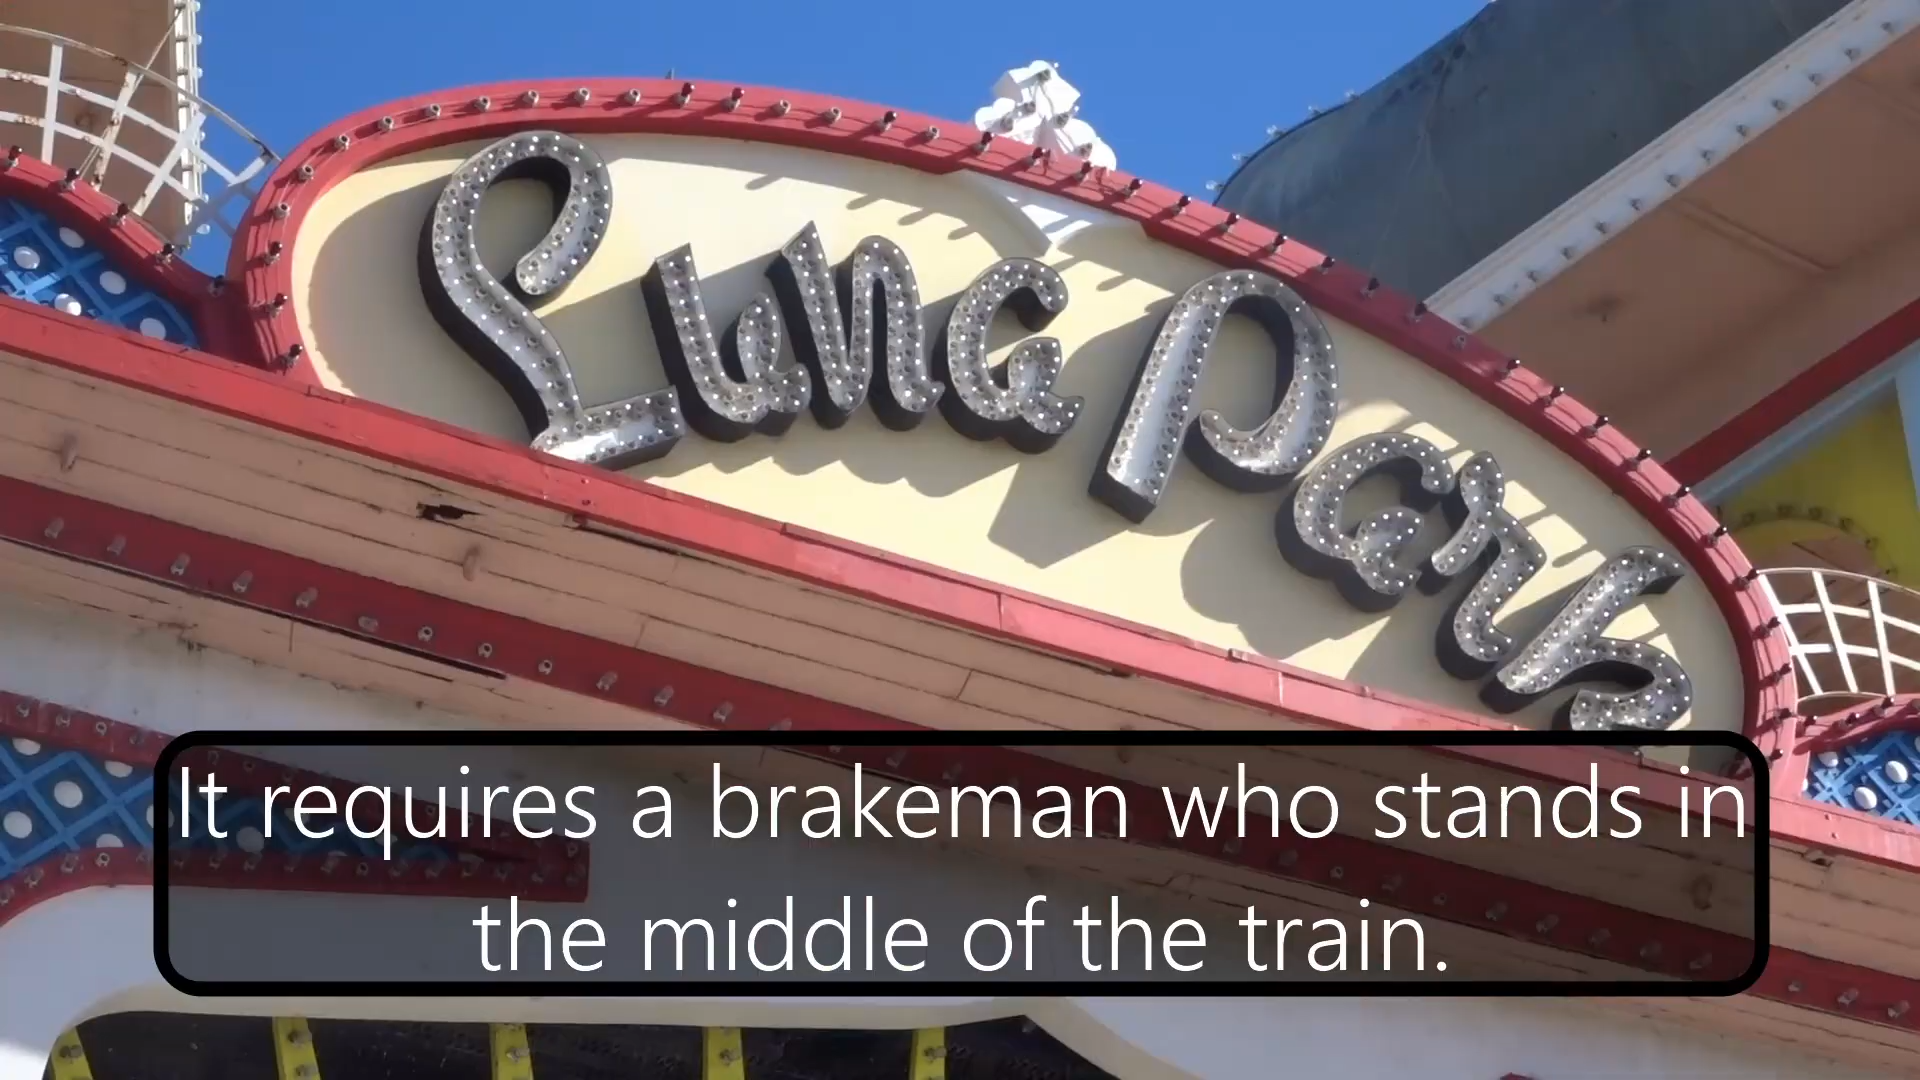 Luna Park
It requires a brakeman who stands in
the middle of the train.